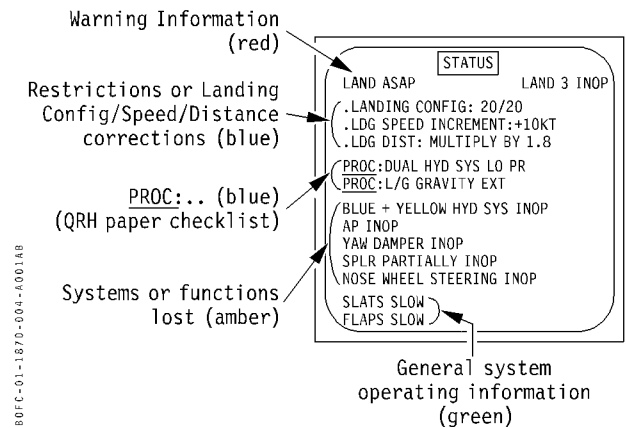 Warning Information
(red)
STATUS
LAND ASAP LAND 3 INOP
Restrictions or Landing
Config/Speed/Distance
corrections (blue)
.LANDING CONFIG: 20/20
.LDG SPEED INCREMENT:+10KT
.LDG DIST: MULTIPLY BY 1.8
PROC:.. (blue)
(QRH paper checklist)
PROC:DUAL HYD SYS LO PR
PROC:L/G GRAVITY EXT
BLUE + YELLOW HYD SYS INOP
AP INOP
YAW DAMPER INOP
SPLR PARTIALLY INOP
NOSE WHEEL STEERING INOP
Systems or functions
lost (amber)
SLATS SLOW
FLAPS SLOW
General system
operating information
(green)
BOFC-01-1870-004-A001AB